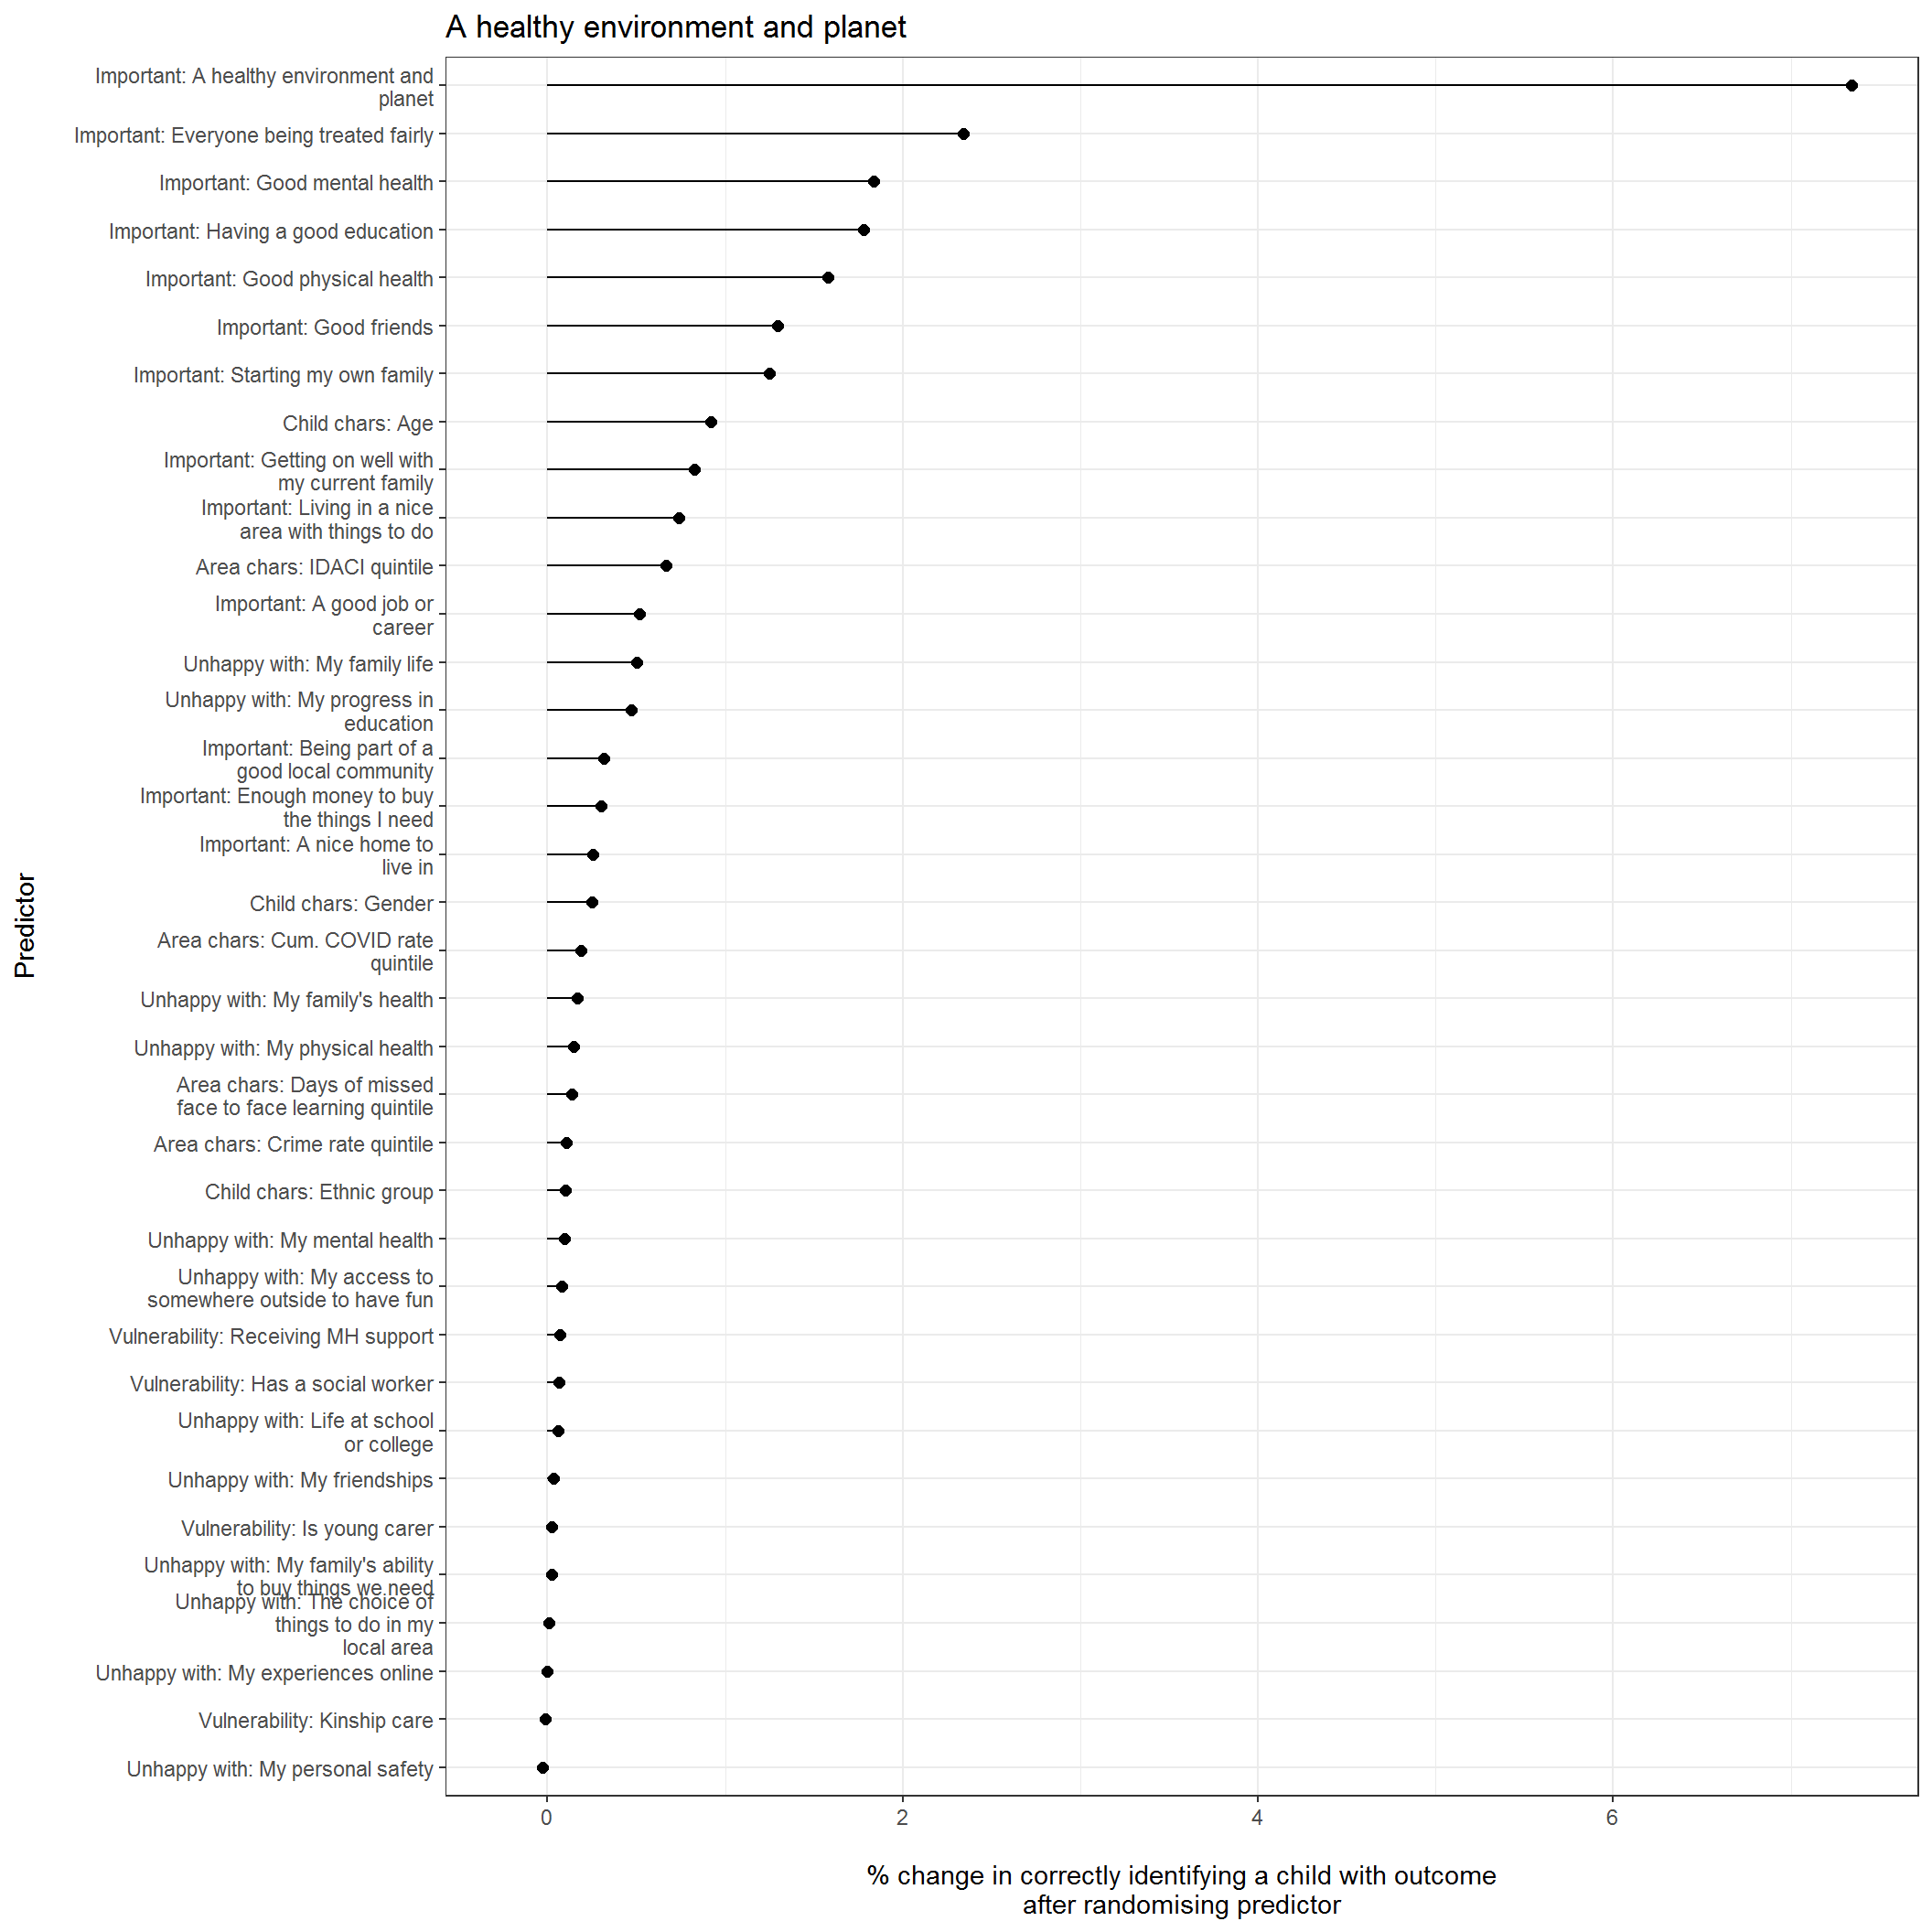 A healthy environment and planet
Important: A healthy environment and
planet
Important: Everyone being treated fairly
Important: Good mental health
Important: Having a good education
Important: Good physical health
Important: Good friends
Important: Starting my own family
Child chars: Age
Important: Getting on well with
my current family
Important: Living in a nice
area with things to do
Area chars: IDACI quintile
Important: A good job or
career
Unhappy with: My family life
Unhappy with: My progress in
education
Important: Being part of a
good local community
Important: Enough money to buy
the things I need
Important: A nice home to
live in
Child chars: Gender
Area chars: Cum. COVID rate
quintile
Unhappy with: My family's health
Unhappy with: My physical health
Area chars: Days of missed
face to face learning quintile
Area chars: Crime rate quintile
Child chars: Ethnic group
Unhappy with: My mental health
Unhappy with: My access to
somewhere outside to have fun
Vulnerability: Receiving MH support
Vulnerability: Has a social worker
Unhappy with: Life at school
or college
Unhappy with: My friendships
Vulnerability: Is young carer
Unhappy with: My family's ability
to buy things we need
Unhappy with: The choice of
things to do in my
local area
Unhappy with: My experiences online
Vulnerability: Kinship care
Unhappy with: My personal safety
Predictor
0 2 4 6
% change in correctly identifying a child with outcome
after randomising predictor